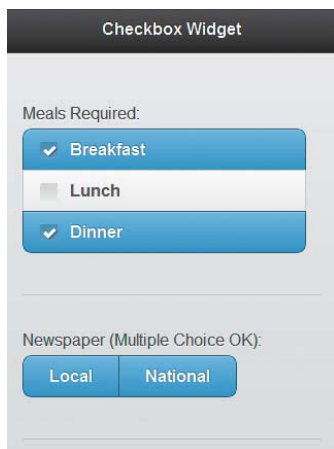 Checkbox Widget
Meals Required:
Breakfast
Lunch
Dinner
Newspaper (Multiple Choice OK):
Local National